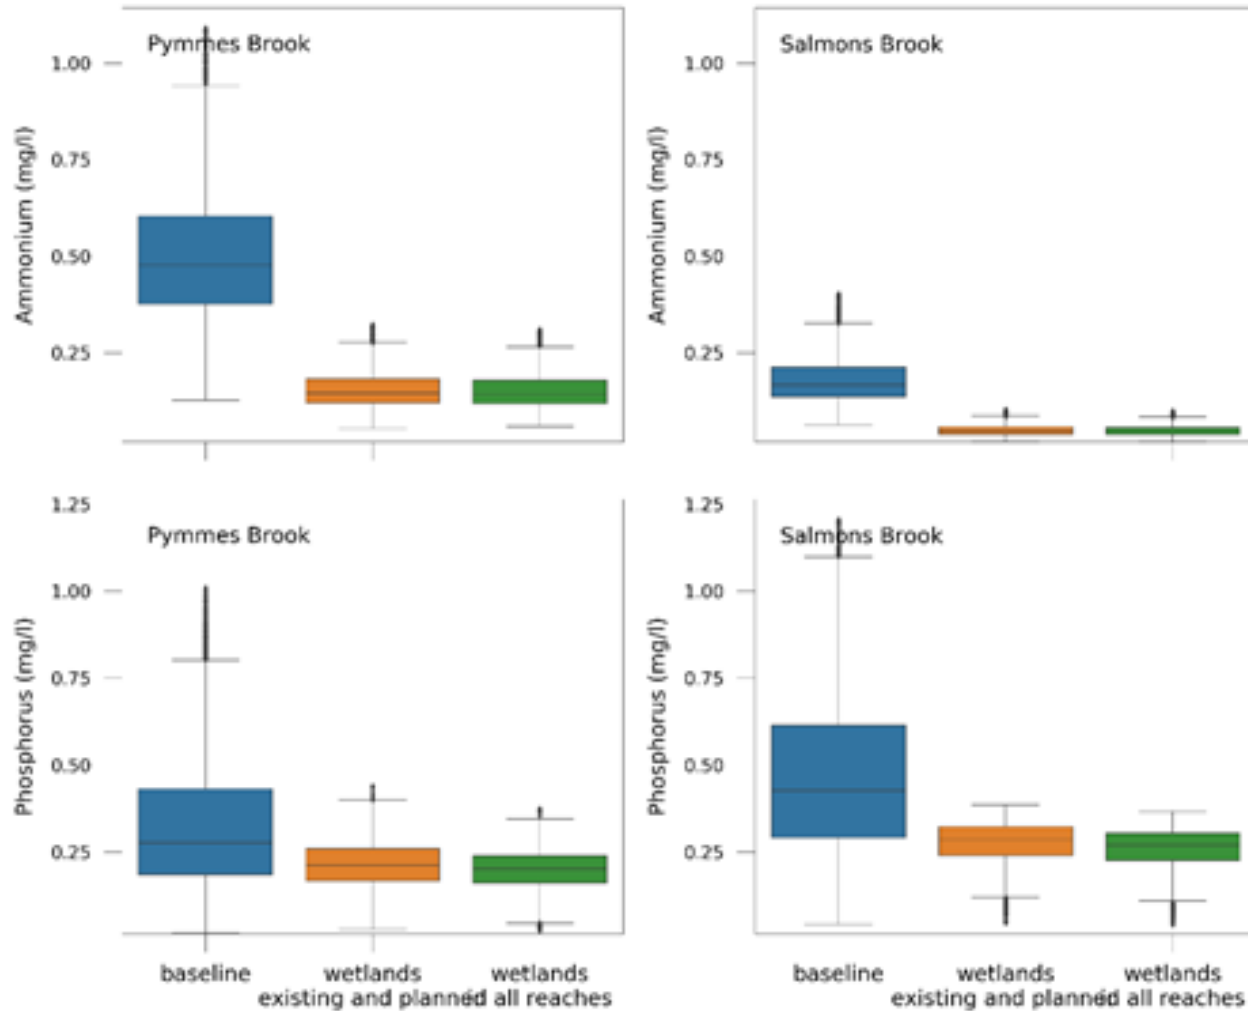 Pymmes Brook
Ammonium (mg/l)
1.00
0.75
0.50
0.25
Salmons Brook
Ammonium (mg/l)
1.00
0.75
0.50
0.25
Pymmes Brook
Phosphorus (mg/l)
1.25
1.00
0.75
0.50
0.25
baseline
wetlands
existing and planned
wetlands
all reaches
Salmons Brook
Phosphorus (mg/l)
1.25
1.00
0.75
0.50
0.25
baseline
wetlands
existing and planned
wetlands
all reaches